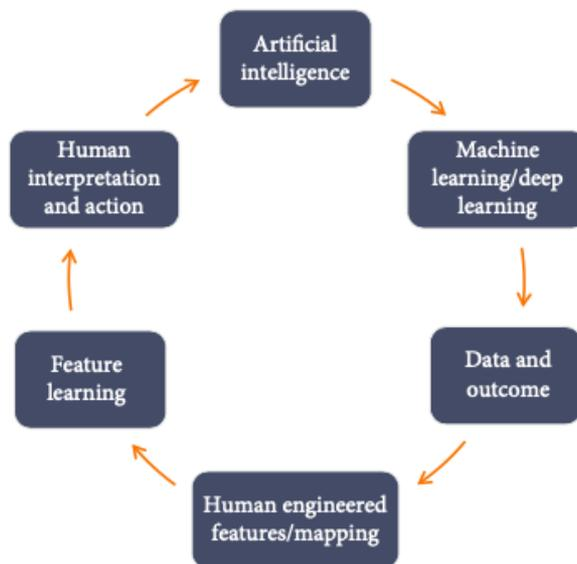 Artificial
intelligence
Machine
learning/deep
learning
Data and
outcome
Human engineered
features/mapping
Feature
learning
Human
interpretation
and action